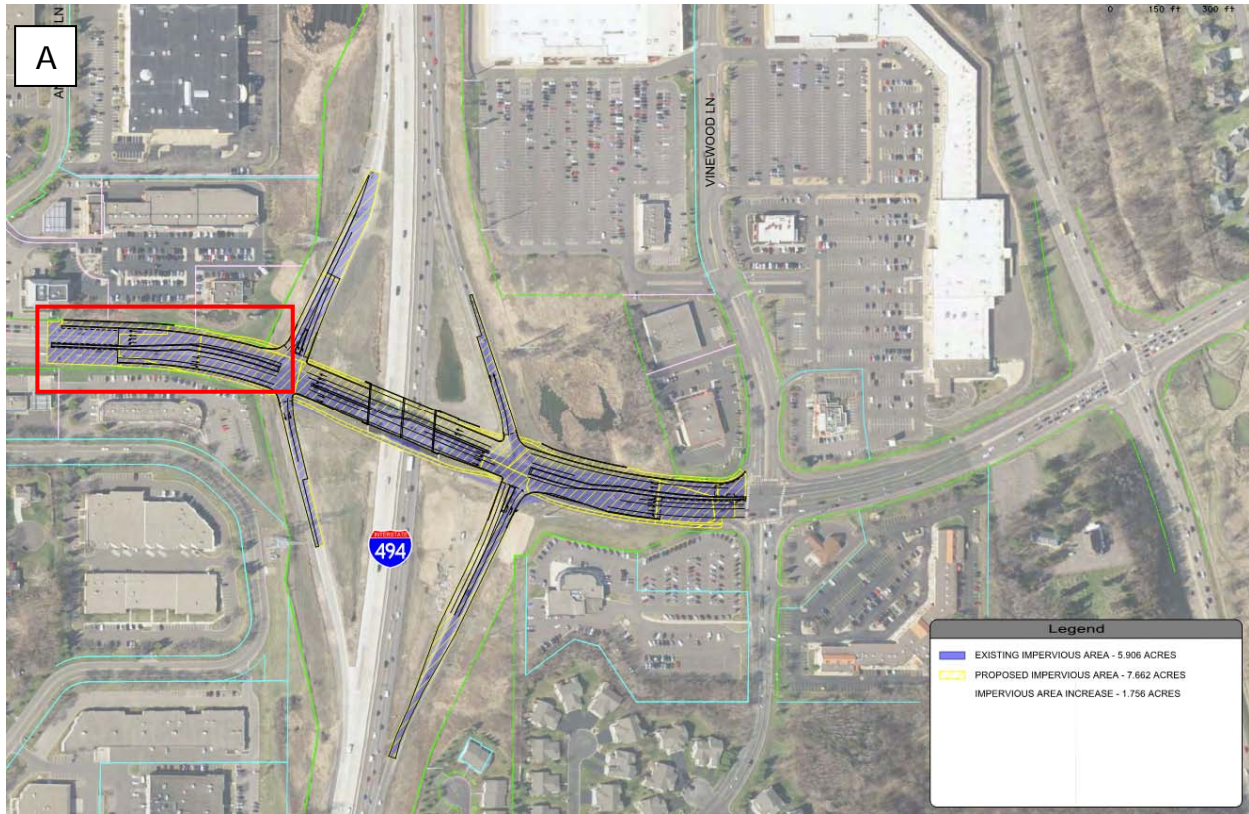 0 150 ft 300 ft
A
VINEWOOD LN
INTERSTATE
494
Legend
EXISTING IMPERVIOUS AREA - 5.906 ACRES
PROPOSED IMPERVIOUS AREA - 7.662 ACRES
IMPERVIOUS AREA INCREASE - 1.756 ACRES